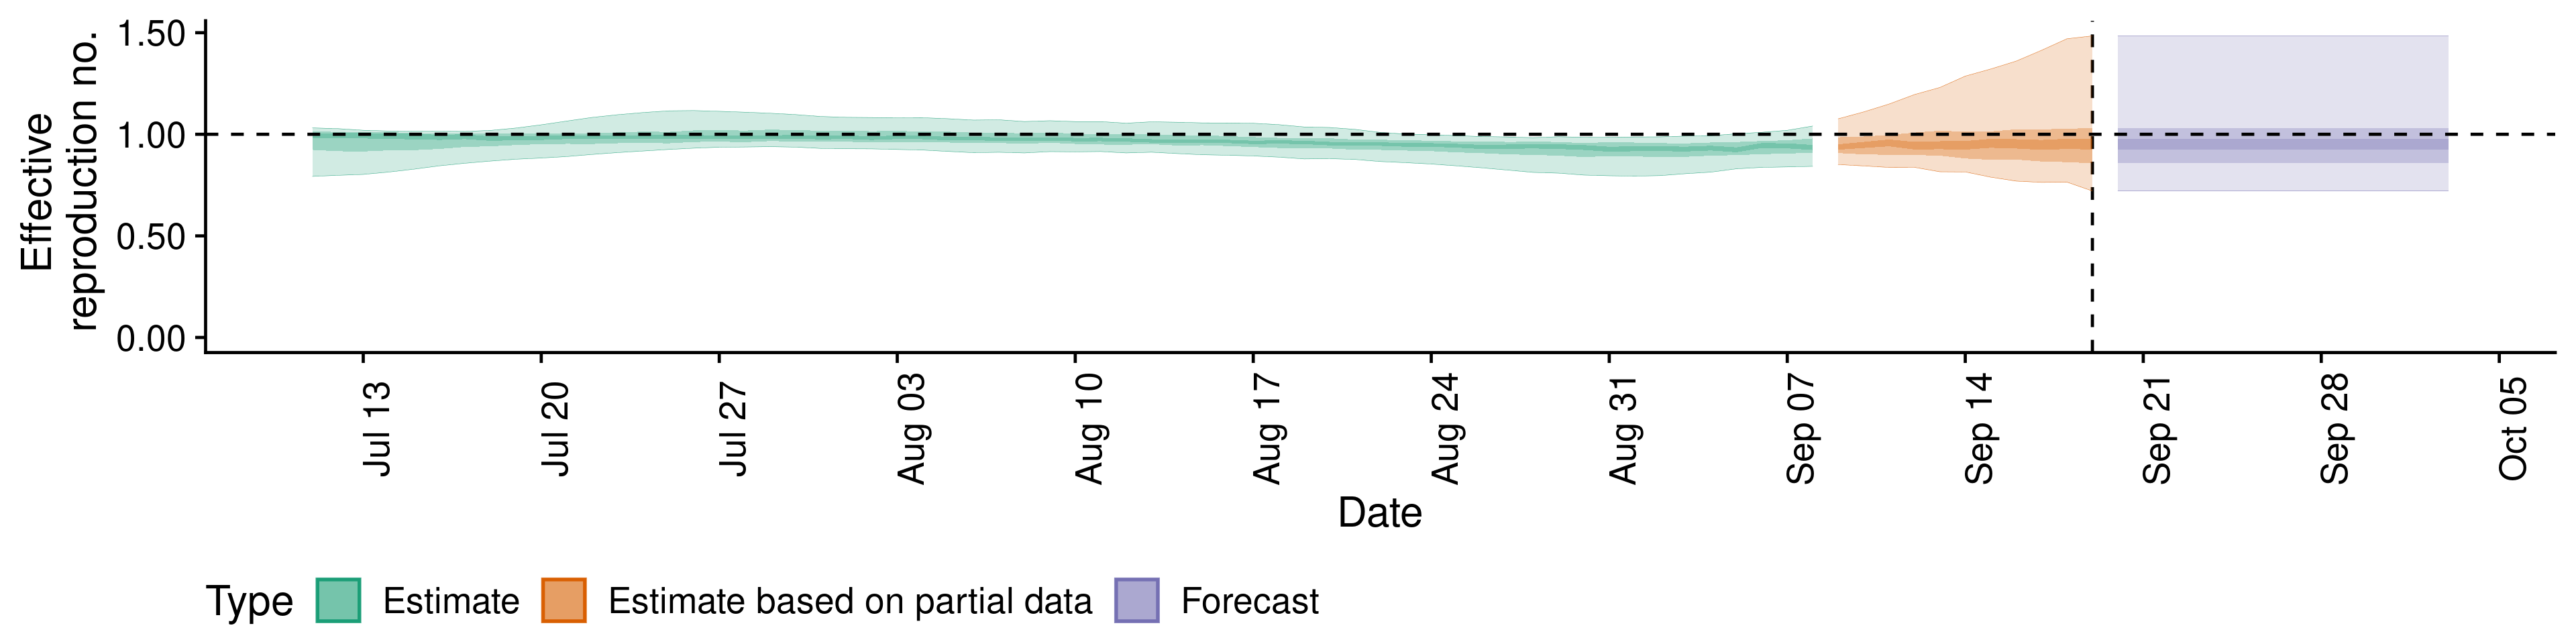 Effective
reproduction no.
1.50
1.00
0.50
0.00
Jul 13
Jul 20
Jul 27
Aug 03
Aug 10
Aug 17
Aug 24
Aug 31
Sep 07
Sep 14
Sep 21
Sep 28
Oct 05
Date
Type Estimate Estimate based on partial data Forecast